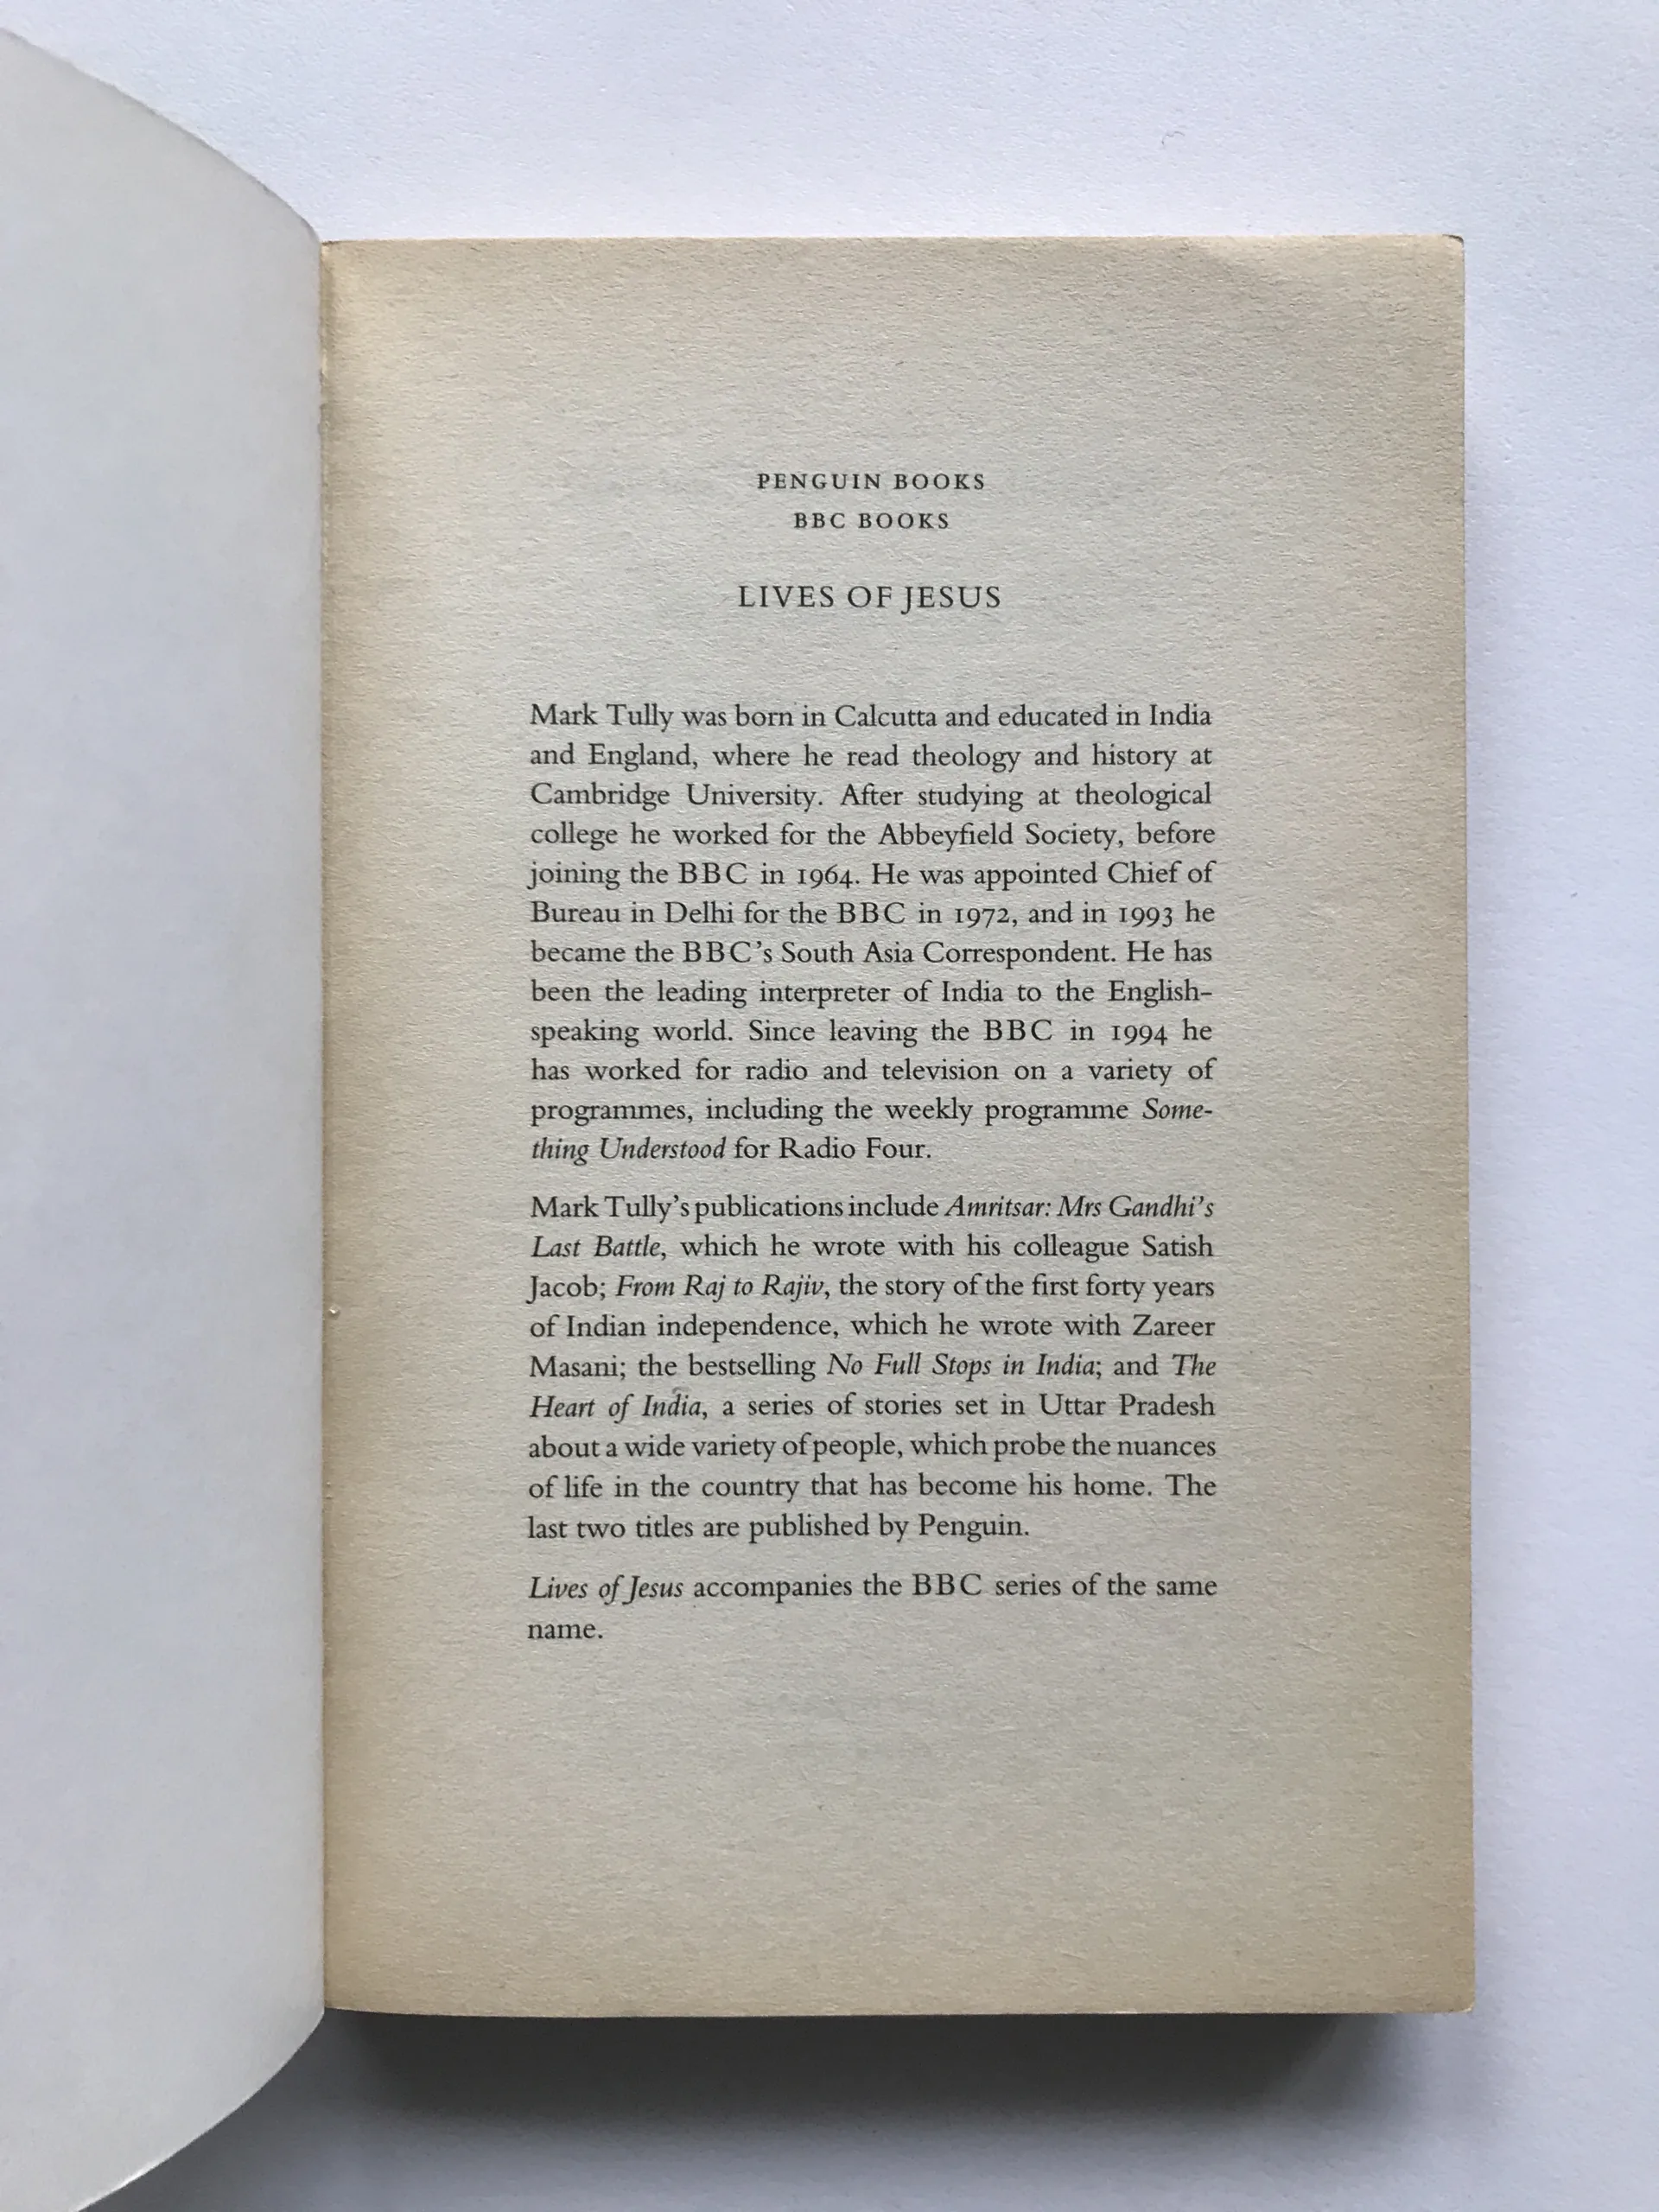 PENGUIN BOOKS
BBC BOOKS
LIVES OF JESUS
Mark Tully was born in Calcutta and educated in India
and England, where he read theology and history at
Cambridge University. After studying at theological
college he worked for the Abbeyfield Society, before
joining the BBC in 1964. He was appointed Chief of
Bureau in Delhi for the BBC in 1972, and in 1993 he
became the BBC’s South Asia Correspondent. He has
been the leading interpreter of India to the English-
speaking world. Since leaving the BBC in 1994 he
has worked for radio and television on a variety of
programmes, including the weekly programme Some-
thing Understood for Radio Four.
Mark Tully’s publications include Amritsar: Mrs Gandhi’s
Last Battle, which he wrote with his colleague Satish
Jacob; From Raj to Rajiv, the story of the first forty years
of Indian independence, which he wrote with Zareer
Masani; the bestselling No Full Stops in India; and The
Heart of India, a series of stories set in Uttar Pradesh
about a wide variety of people, which probe the nuances
of life in the country that has become his home. The
last two titles are published by Penguin.
Lives of Jesus accompanies the BBC series of the same
name.